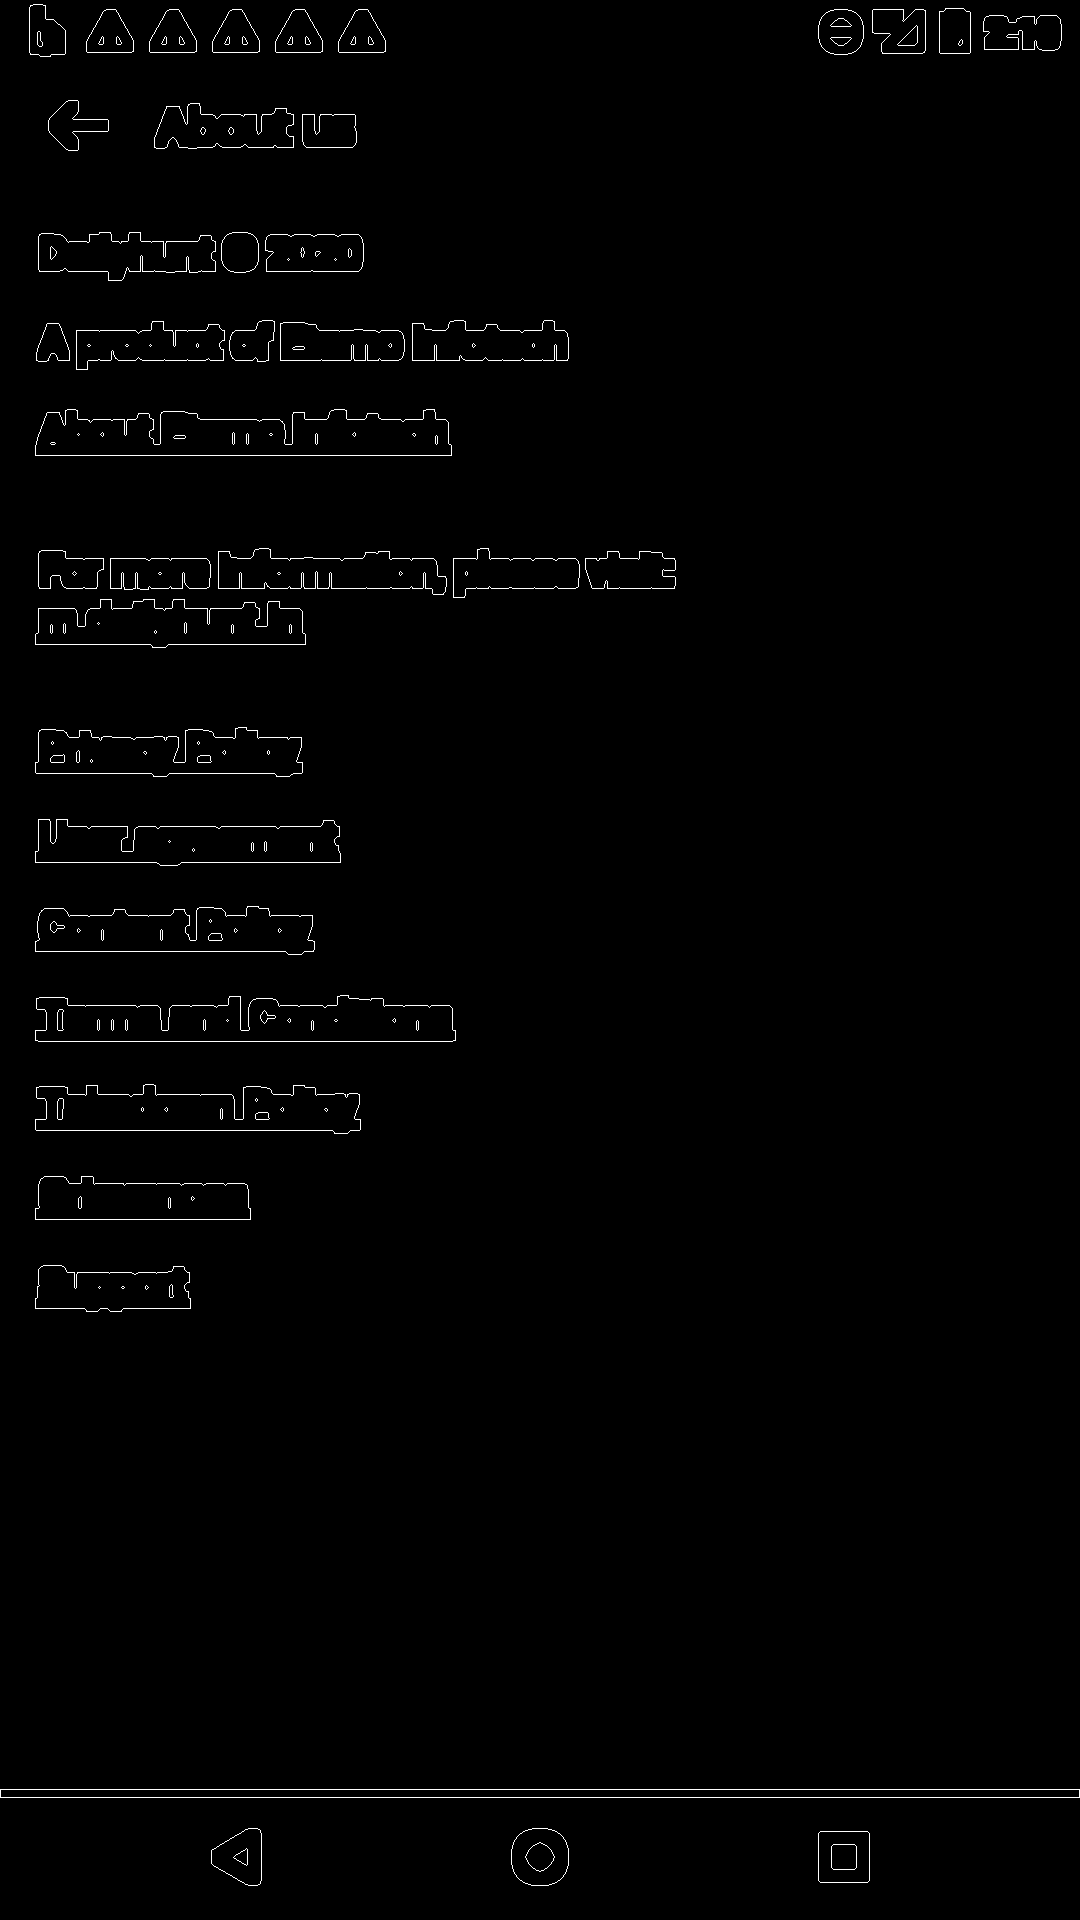 2:10
About us
Dailyhunt © 2020
A product of Eterno Infotech
About Eterno Infotech
For more information, please visit:
m.dailyhunt.in
Privacy Policy
User Agreement
Content Policy
Terms and Conditions
Takedown Policy
Grievance
Support